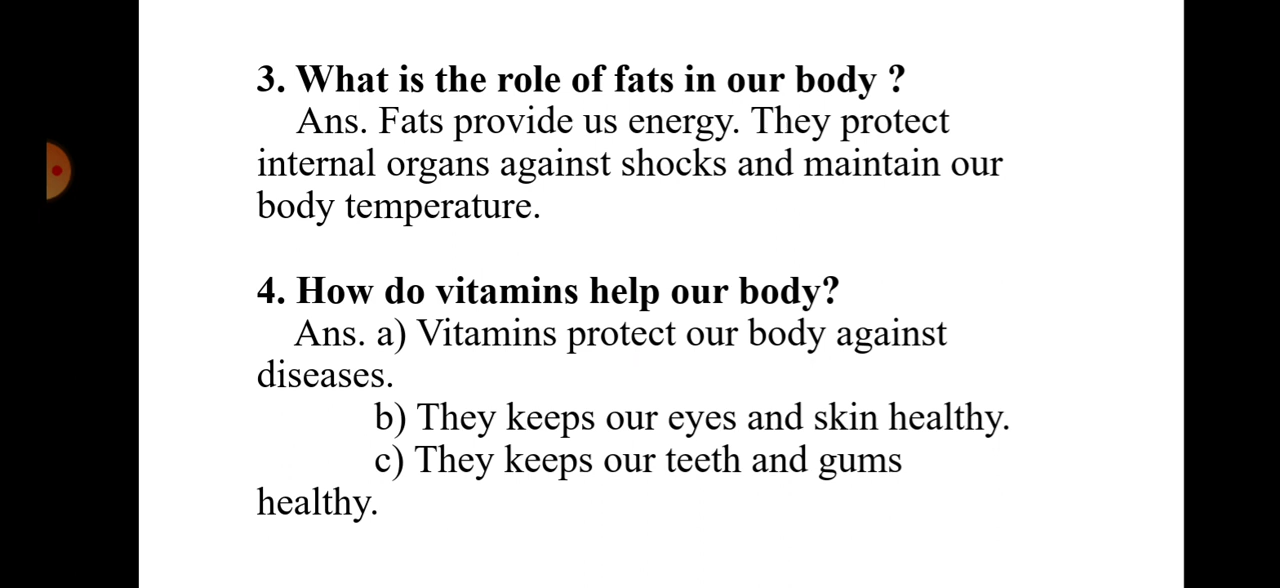 3. What is the role of fats in our body ?
Ans. Fats provide us energy. They protect
internal organs against shocks and maintain our
body temperature.
4. How do vitamins help our body?
Ans. a) Vitamins protect our body against
diseases.
b) They keeps our eyes and skin healthy.
c) They keeps our teeth and gums
healthy.